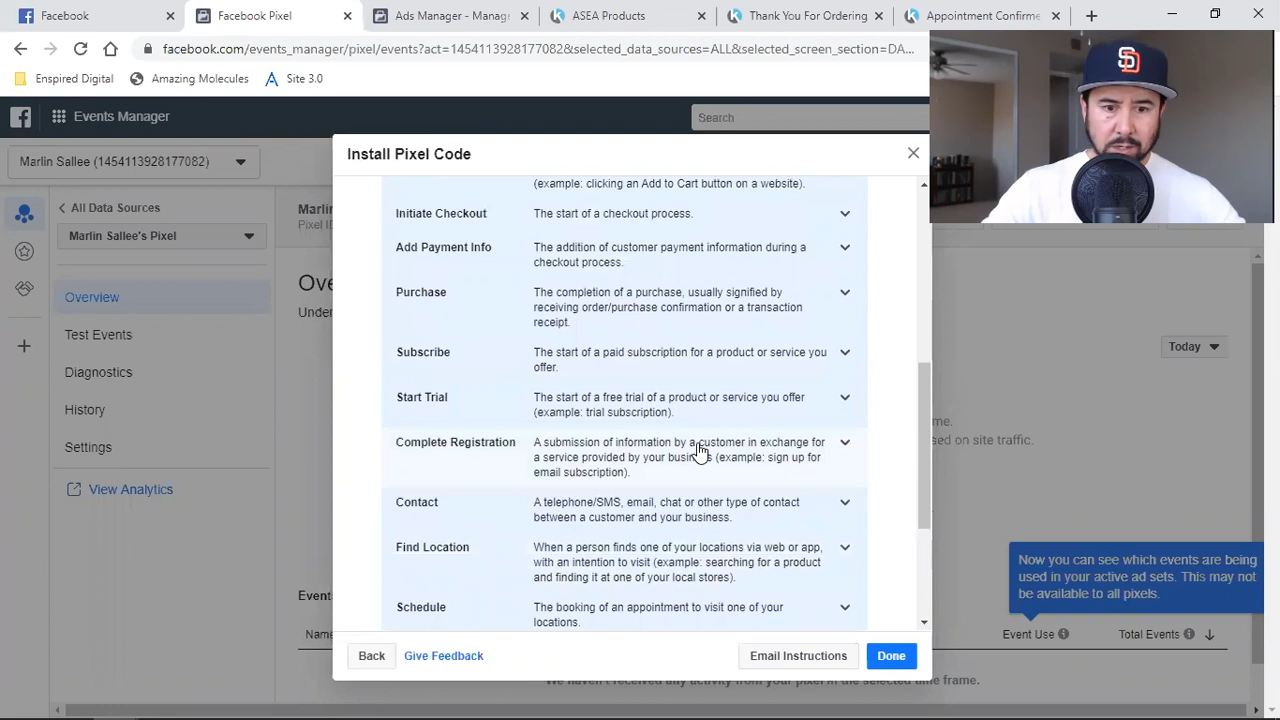 Facebook
Facebook Pixel
Ads Manager - Manag
ASEA Products
Thank You For Ordering
Appointment Confirme
facebook.com/events_manager/pixel/events?act=1454113928177082&selected_data_sources=ALL&selected_screen_section=DA...
Enspired Digital
Amazing Molecules
Site 3.0
Events Manager
Search
Marlin Sallee (1454113928177082)
Install Pixel Code
All Data Sources
Marlin Sallee's Pixel
Marlin
Pixel ID
Overview
Test Events
Diagnostics
History
Settings
View Analytics
Ove
Under
(example: clicking an Add to Cart button on a website).
Initiate Checkout
The start of a checkout process.
Add Payment Info
The addition of customer payment information during a
checkout process.
Purchase
The completion of a purchase, usually signified by
receiving order/purchase confirmation or a transaction
receipt.
Subscribe
The start of a paid subscription for a product or service you
offer.
Start Trial
The start of a free trial of a product or service you offer
(example: trial subscription).
Complete Registration
A submission of information by a customer in exchange for
a service provided by your business (example: sign up for
email subscription).
Contact
A telephone/SMS, email, chat or other type of contact
between a customer and your business.
Find Location
When a person finds one of your locations via web or app,
with an intention to visit (example: searching for a product
and finding it at one of your local stores).
Schedule
The booking of an appointment to visit one of your
locations.
Back
Give Feedback
Email Instructions
Done
Today
me.
ed on site traffic.
Now you can see which events are being
used in your active ad sets. This may not
be available to all pixels.
Events
Name
Event Use
Total Events
We haven't received any activity from your pixel in the selected time frame.
SD